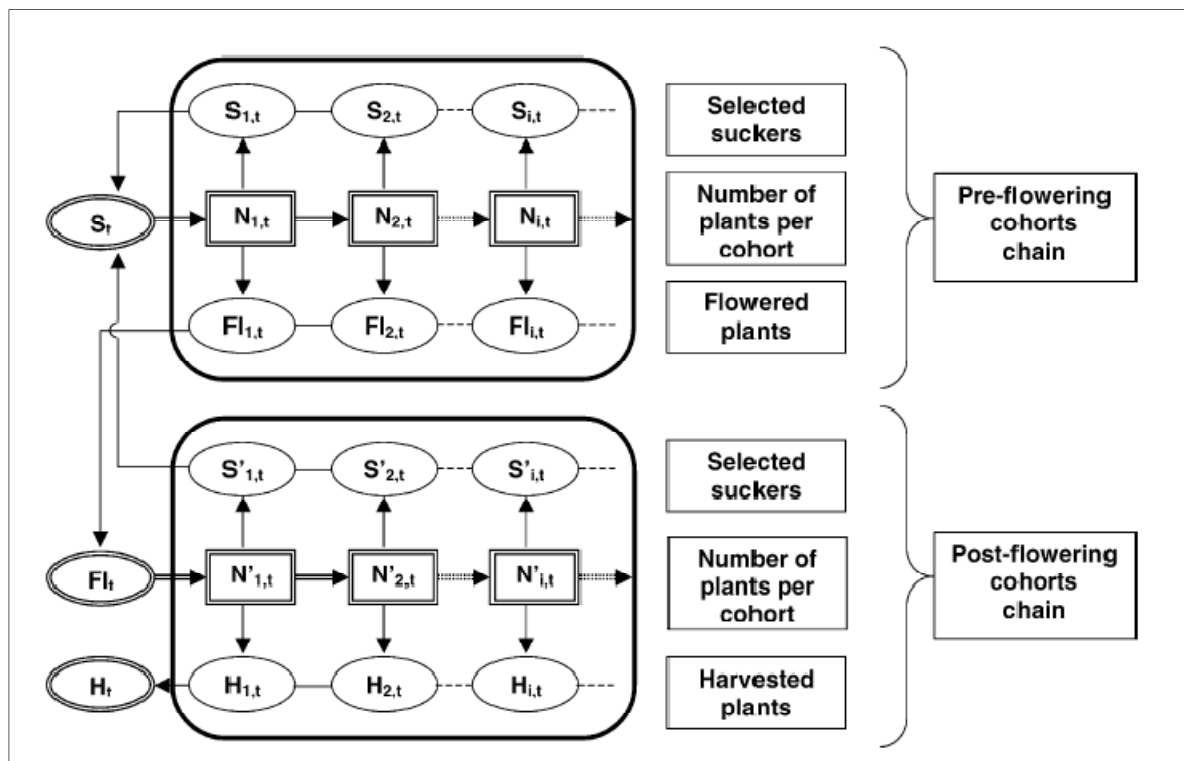 S1,t S2,t Si,t
Selected
suckers
St
N1,t N2,t Ni,t
Number of
plants per
cohort
Pre-flowering
cohorts
chain
Fl1,t Fl2,t Fli,t
Flowered
plants
S'1,t S'2,t S'i,t
Selected
suckers
Flt
N'1,t N'2,t N'i,t
Number of
plants per
cohort
Post-flowering
cohorts
chain
Ht
H1,t H2,t Hi,t
Harvested
plants